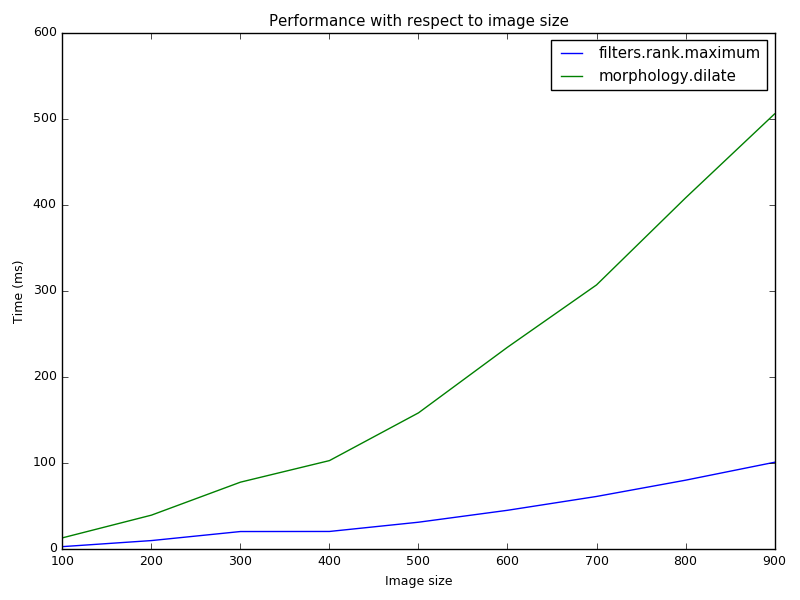 Performance with respect to image size
600
500
400
300
200
100
0
Time (ms)
filters.rank.maximum
morphology.dilate
100 200 300 400 500 600 700 800 900
Image size